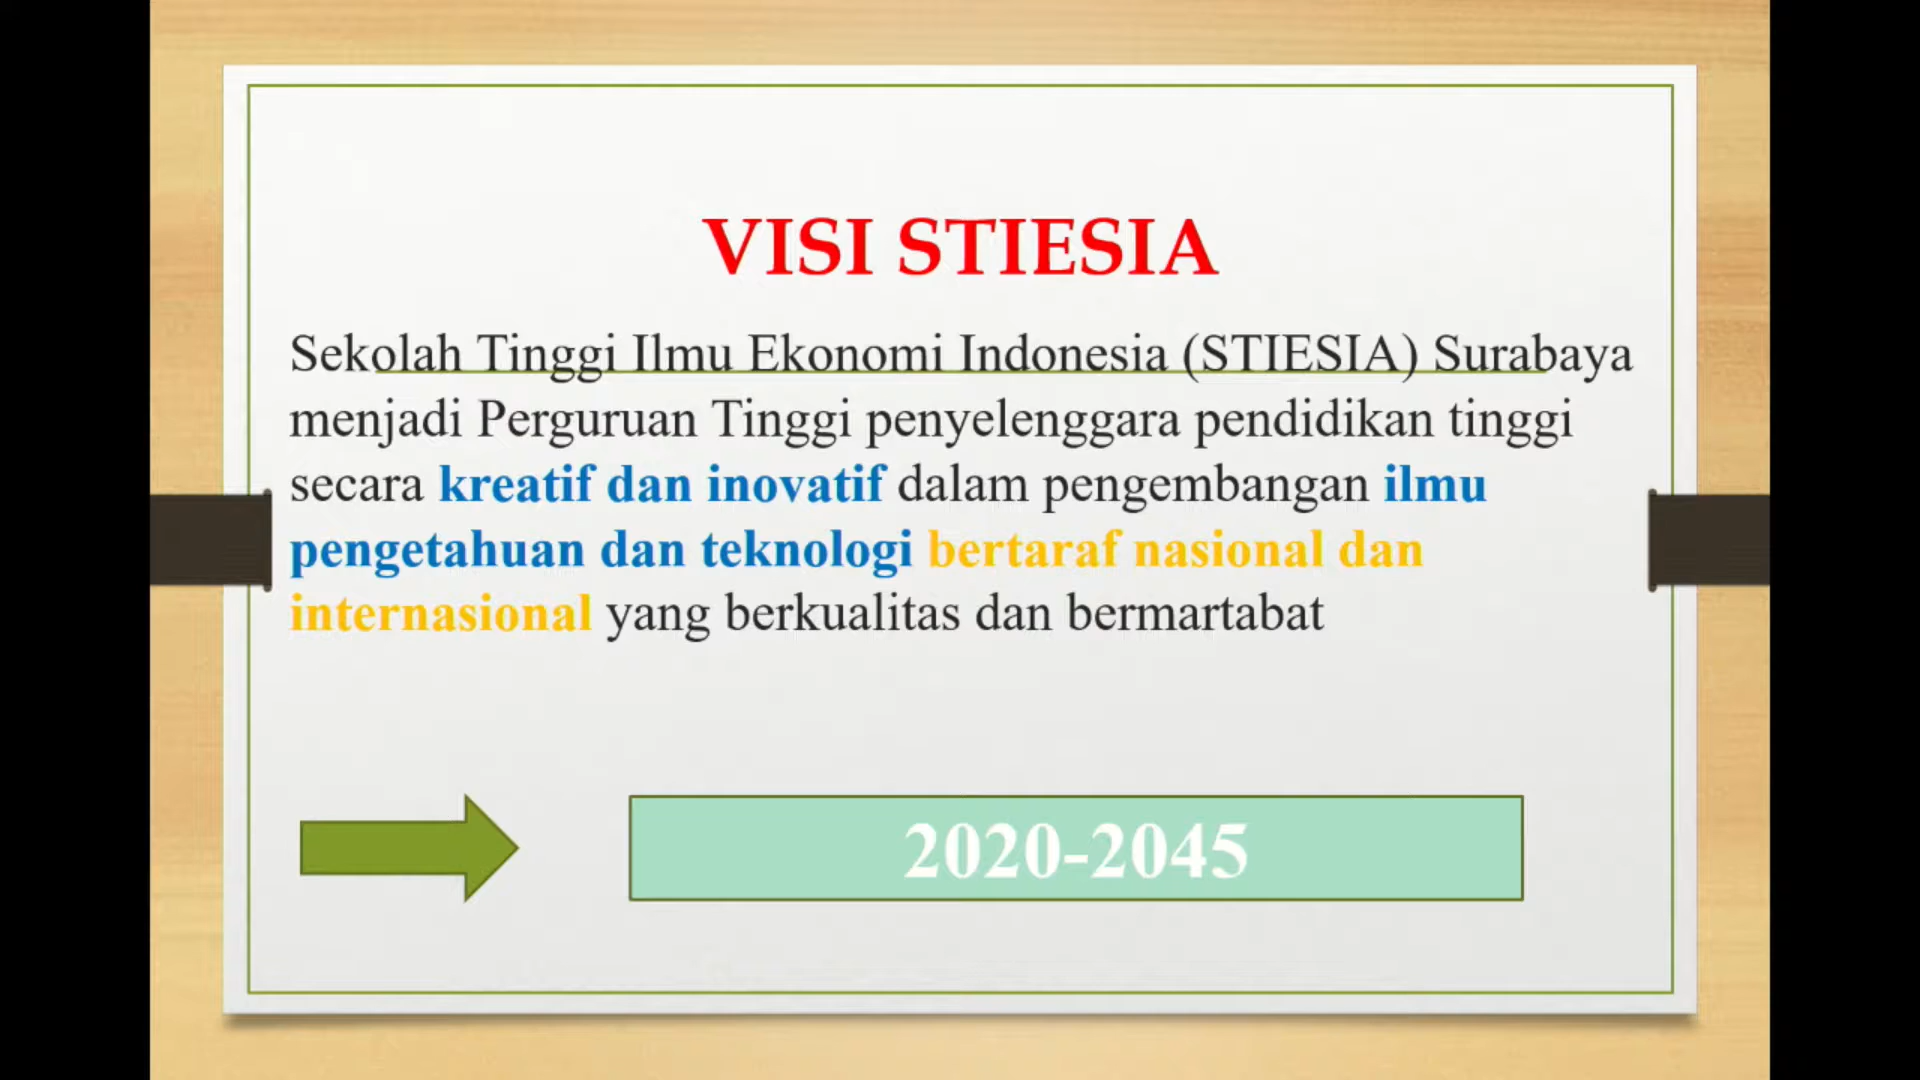 VISI STIESIA
Sekolah Tinggi Ilmu Ekonomi Indonesia (STIESIA) Surabaya
menjadi Perguruan Tinggi penyelenggara pendidikan tinggi
secara kreatif dan inovatif dalam pengembangan ilmu
pengetahuan dan teknologi bertaraf nasional dan
internasional yang berkualitas dan bermartabat
2020-2045